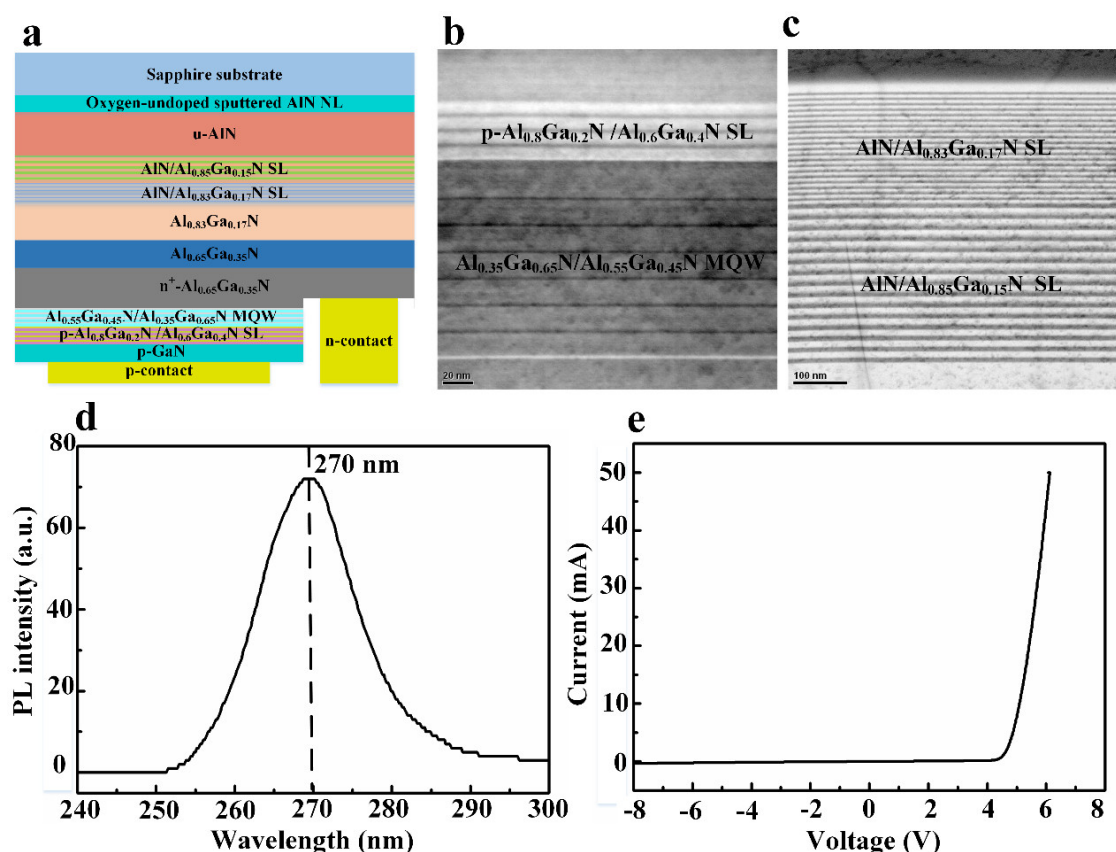 a
Sapphire substrate
Oxygen-undoped sputtered AlN NL
u-AlN
AlN/Al₀.₈₅Ga₀.₁₅N SL
AlN/Al₀.₈₃Ga₀.₁₇N SL
Al₀.₈₃Ga₀.₁₇N
Al₀.₆₅Ga₀.₃₅N
n⁺-Al₀.₆₅Ga₀.₃₅N
Al₀.₅₅Ga₀.₄₅N/Al₀.₃₅Ga₀.₆₅N MQW
p-Al₀.₈Ga₀.₂N /Al₀.₆Ga₀.₄N SL
p-GaN
p-contact
n-contact
b
p-Al₀.₈Ga₀.₂N /Al₀.₆Ga₀.₄N SL
Al₀.₃₅Ga₀.₆₅N/Al₀.₅₅Ga₀.₄₅N MQW
20 nm
c
AlN/Al₀.₈₃Ga₀.₁₇N SL
AlN/Al₀.₈₅Ga₀.₁₅N SL
100 nm
d
270 nm
PL intensity (a.u.)
80
60
40
20
0
240 250 260 270 280 290 300
Wavelength (nm)
e
Current (mA)
50
40
30
20
10
0
-8 -6 -4 -2 0 2 4 6 8
Voltage (V)